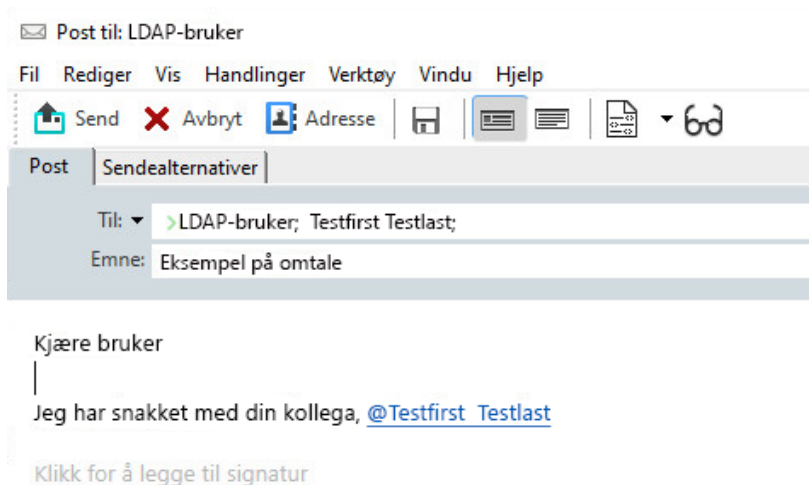 Post til: LDAP-bruker
Fil Rediger Vis Handlinger Verktøy Vindu Hjelp
Send Avbryt Adresse
Post Sendealternativer
Til: >LDAP-bruker; Testfirst Testlast;
Emne: Eksempel på omtale
Kjære bruker
Jeg har snakket med din kollega, @Testfirst Testlast
Klikk for å legge til signatur